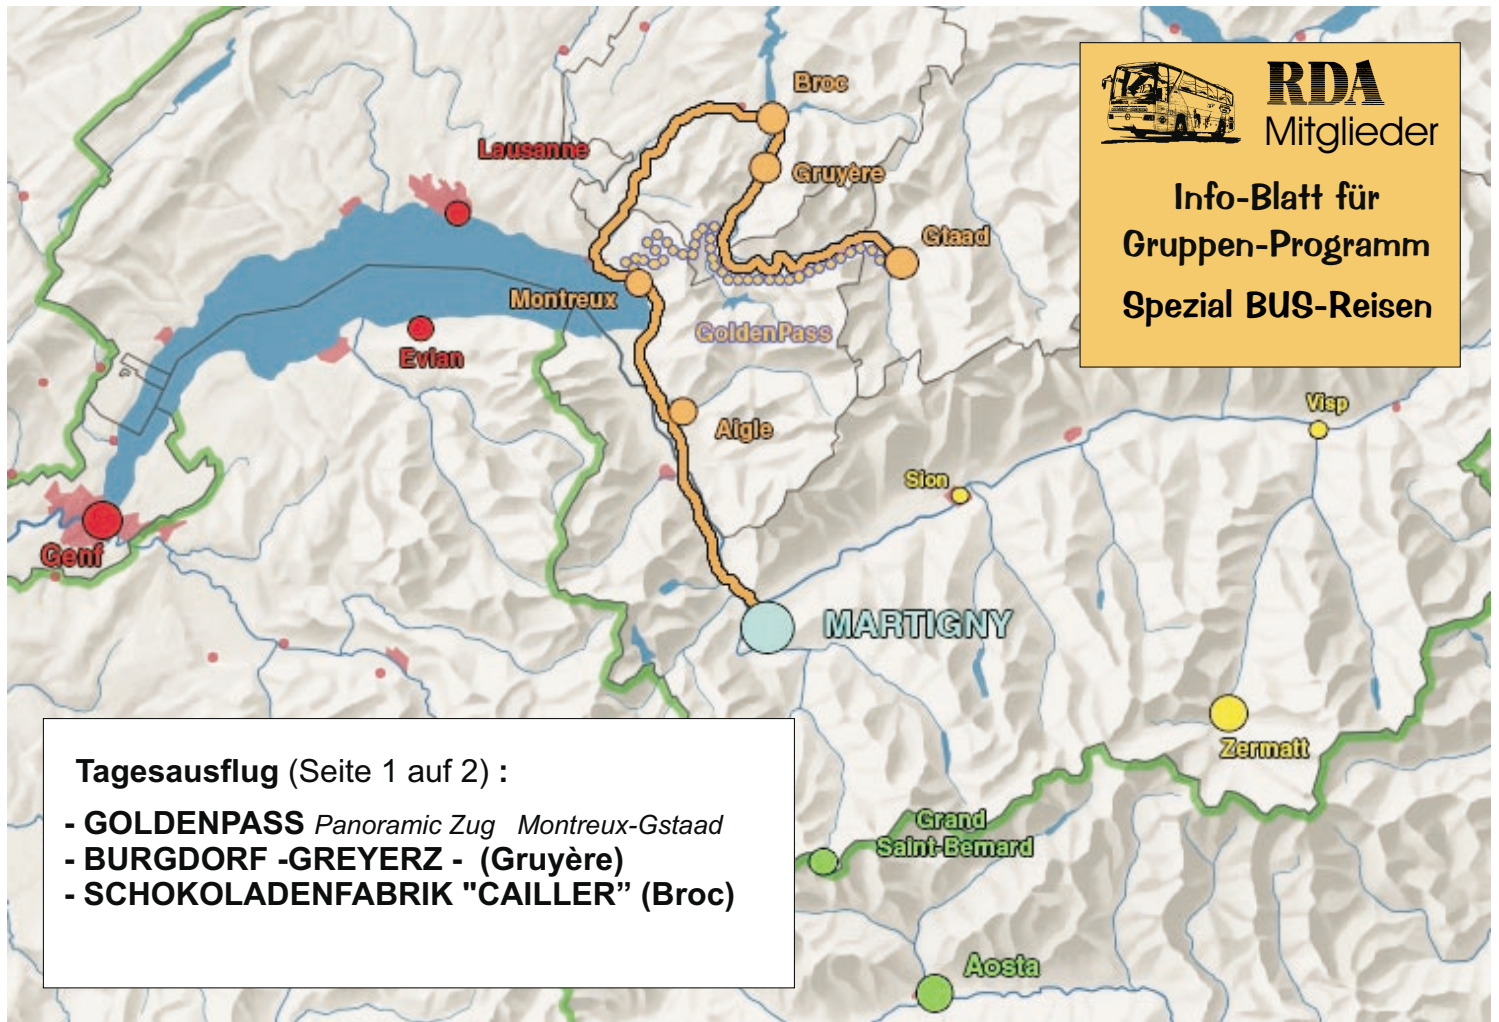 Broc
RDA
Mitglieder
Lausanne
Gruyère
Info-Blatt für
Gruppen-Programm
Spezial BUS-Reisen
Gtaad
Montreux
GoldenPass
Evian
Visp
Aigle
Sion
Genf
MARTIGNY
Zermatt
Tagesausflug (Seite 1 auf 2) :
- GOLDENPASS Panoramic Zug Montreux-Gstaad
- BURGDORF -GREYERZ - (Gruyère)
- SCHOKOLADENFABRIK "CAILLER” (Broc)
Grand
Saint-Bernard
Aosta